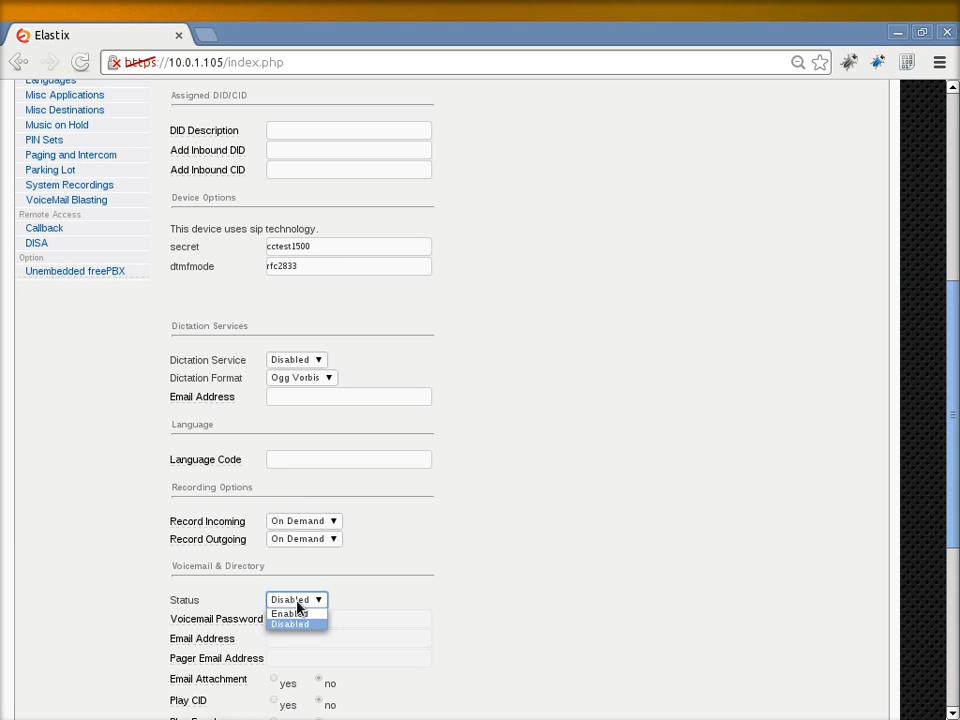 Elastix
https://10.0.1.105/index.php
Languages
Misc Applications
Misc Destinations
Music on Hold
PIN Sets
Paging and Intercom
Parking Lot
System Recordings
VoiceMail Blasting
Remote Access
Callback
DISA
Option
Unembedded freePBX
Assigned DID/CID
DID Description
Add Inbound DID
Add Inbound CID
Device Options
This device uses sip technology.
secret cctest1500
dtmfmode rfc2833
Dictation Services
Dictation Service Disabled
Dictation Format Ogg Vorbis
Email Address
Language
Language Code
Recording Options
Record Incoming On Demand
Record Outgoing On Demand
Voicemail & Directory
Status Disabled
Enabled
Disabled
Voicemail Password
Email Address
Pager Email Address
Email Attachment yes no
Play CID yes no